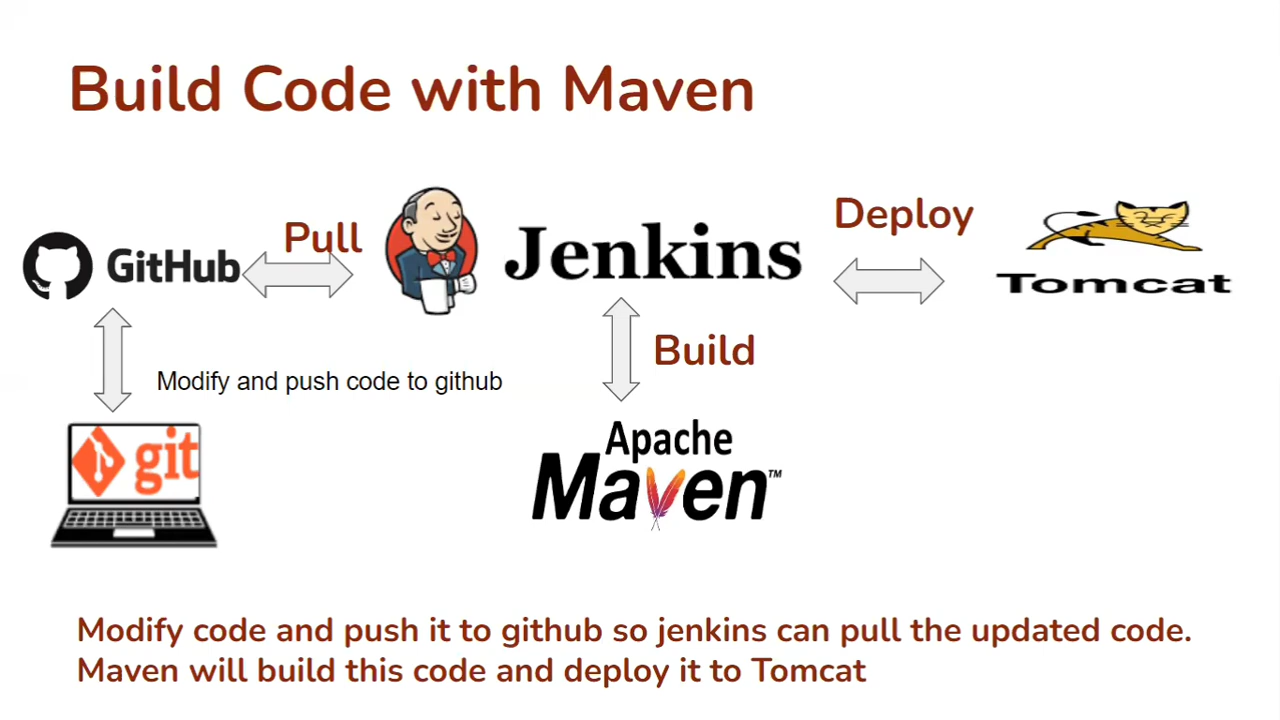 Build Code with Maven
GitHub
Pull
Jenkins
Deploy
Tomcat
Build
Modify and push code to github
git
Apache
Maven™
Modify code and push it to github so jenkins can pull the updated code.
Maven will build this code and deploy it to Tomcat